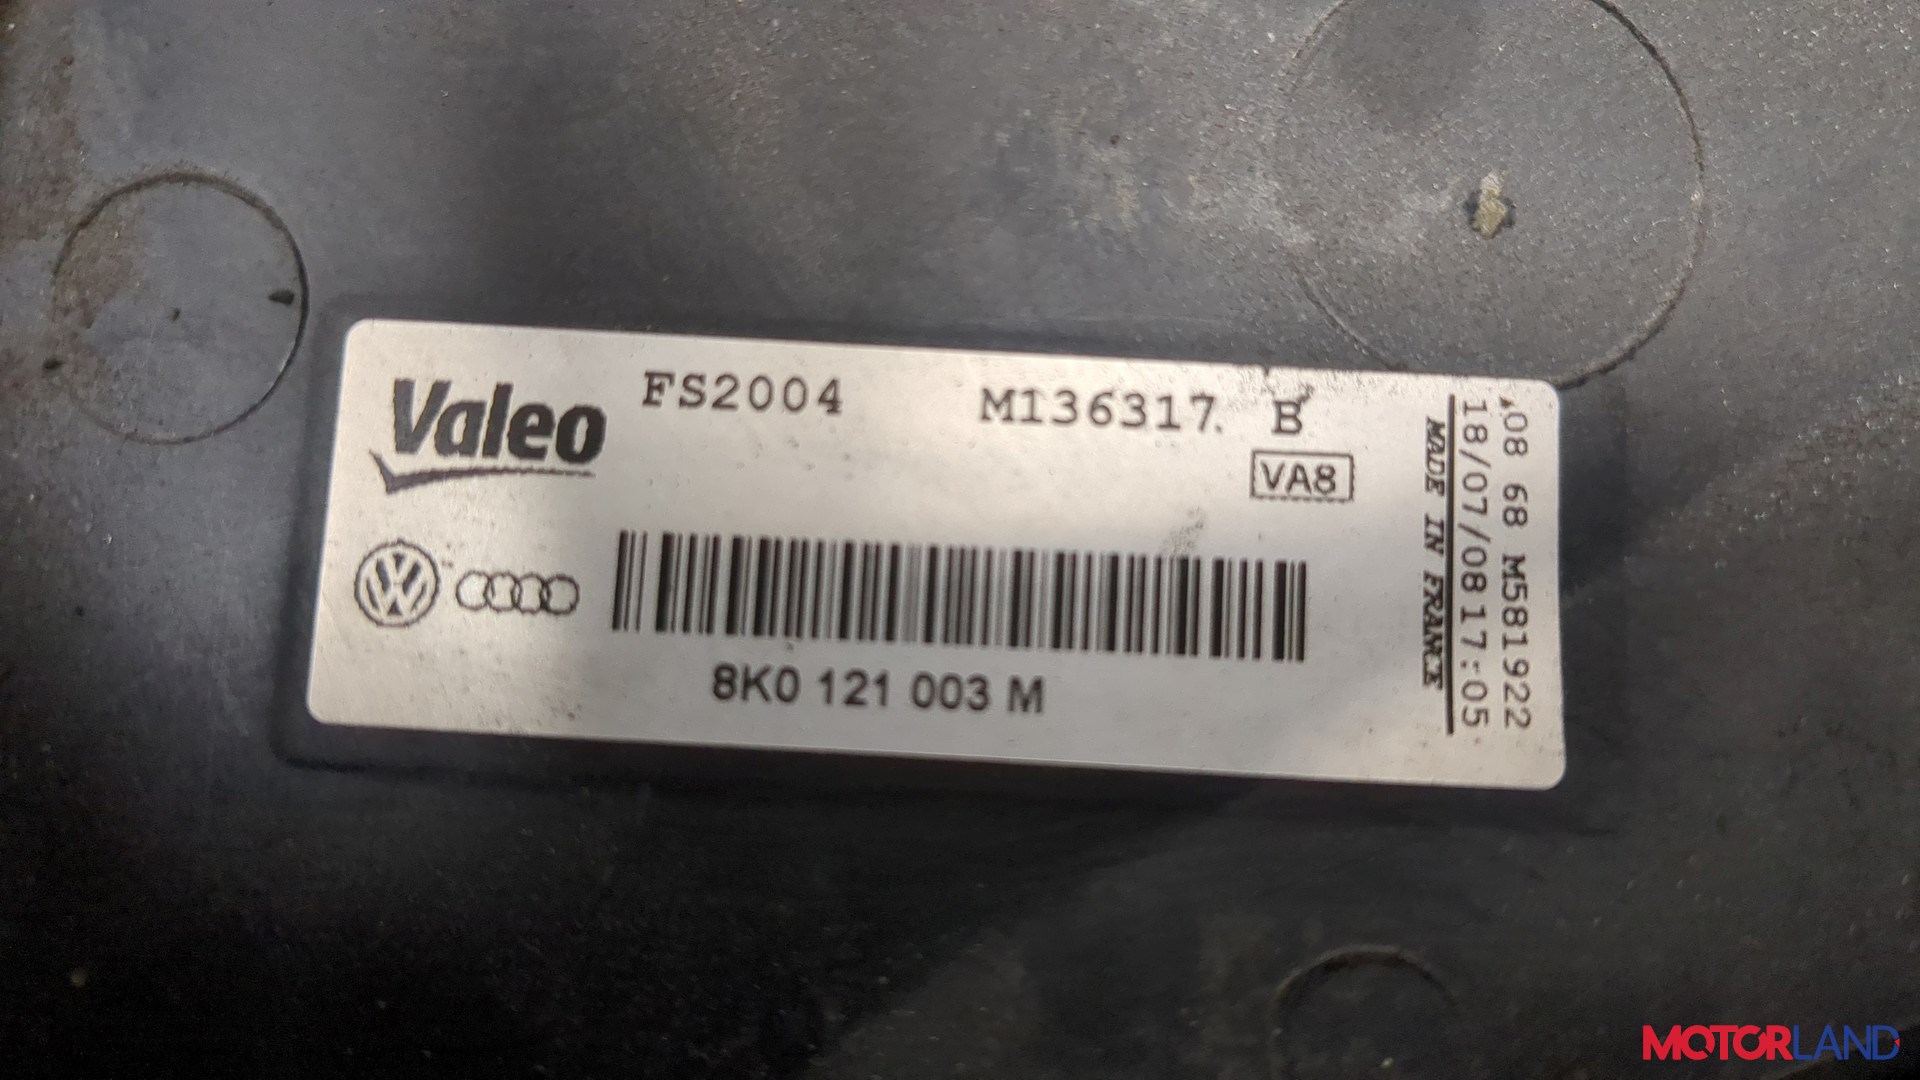 Valeo
FS2004 M136317. B
VA8
8K0 121 003 M
08 68 M581922
18/07/08 17:05
MADE IN FRANCE
MOTORLAND